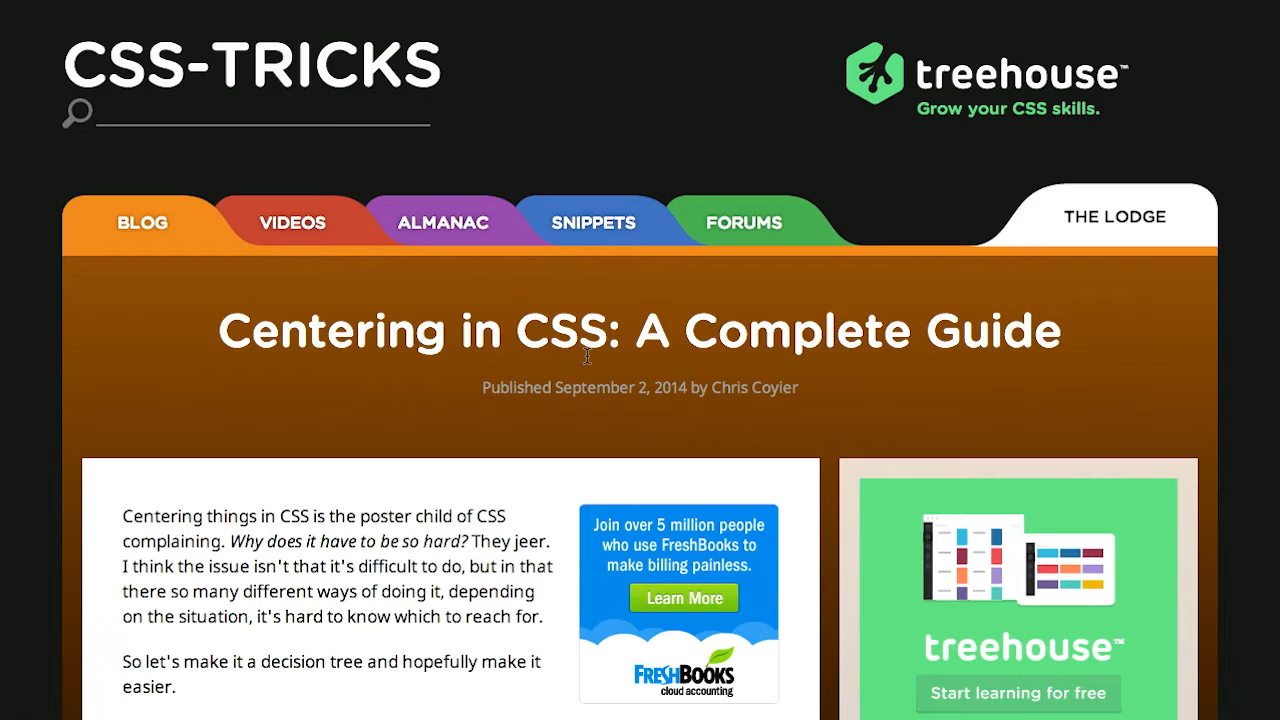 CSS-TRICKS
treehouse™
Grow your CSS skills.
BLOG
VIDEOS
ALMANAC
SNIPPETS
FORUMS
THE LODGE
Centering in CSS: A Complete Guide
Published September 2, 2014 by Chris Coyier
Centering things in CSS is the poster child of CSS
complaining. Why does it have to be so hard? They jeer.
I think the issue isn't that it's difficult to do, but in that
there so many different ways of doing it, depending
on the situation, it's hard to know which to reach for.
So let's make it a decision tree and hopefully make it
easier.
Join over 5 million people
who use FreshBooks to
make billing painless.
Learn More
FRESHBOOKS
cloud accounting
treehouse™
Start learning for free